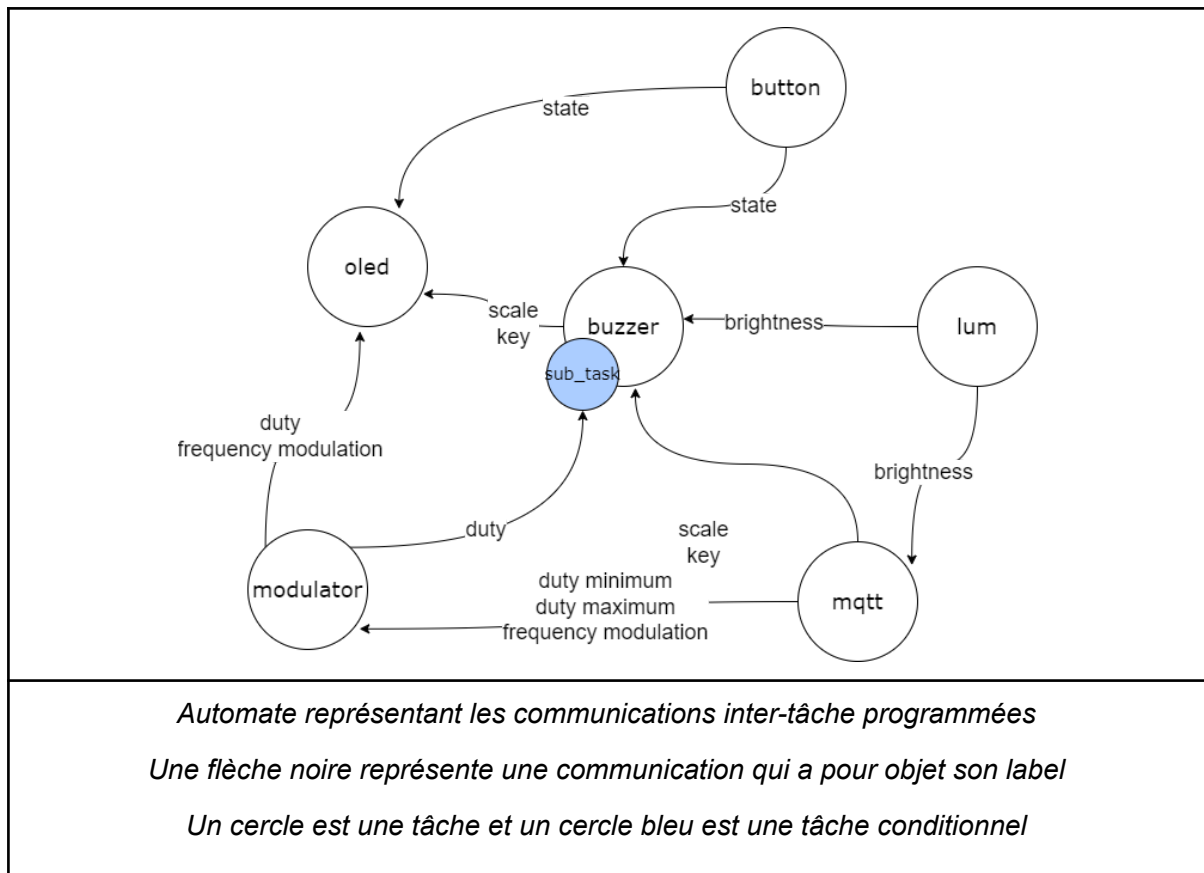 button
state
state
oled
scale
key
buzzer
brightness
lum
sub_task
duty
frequency modulation
brightness
duty
scale
key
modulator
duty minimum
duty maximum
frequency modulation
mqtt
Automate représentant les communications inter-tâche programmées
Une flèche noire représente une communication qui a pour objet son label
Un cercle est une tâche et un cercle bleu est une tâche conditionnel